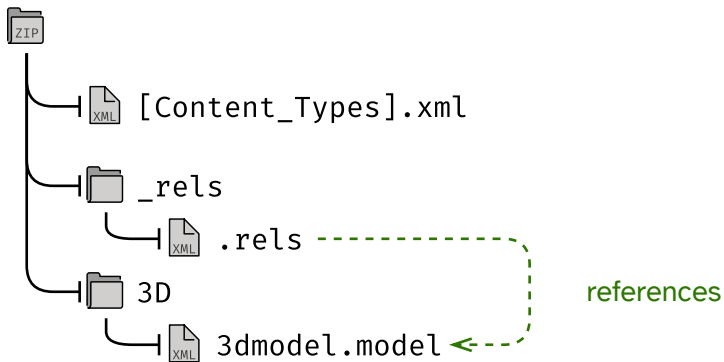 ZIP
XML
[Content_Types].xml
_rels
XML
.rels
3D
references
XML
3dmodel.model